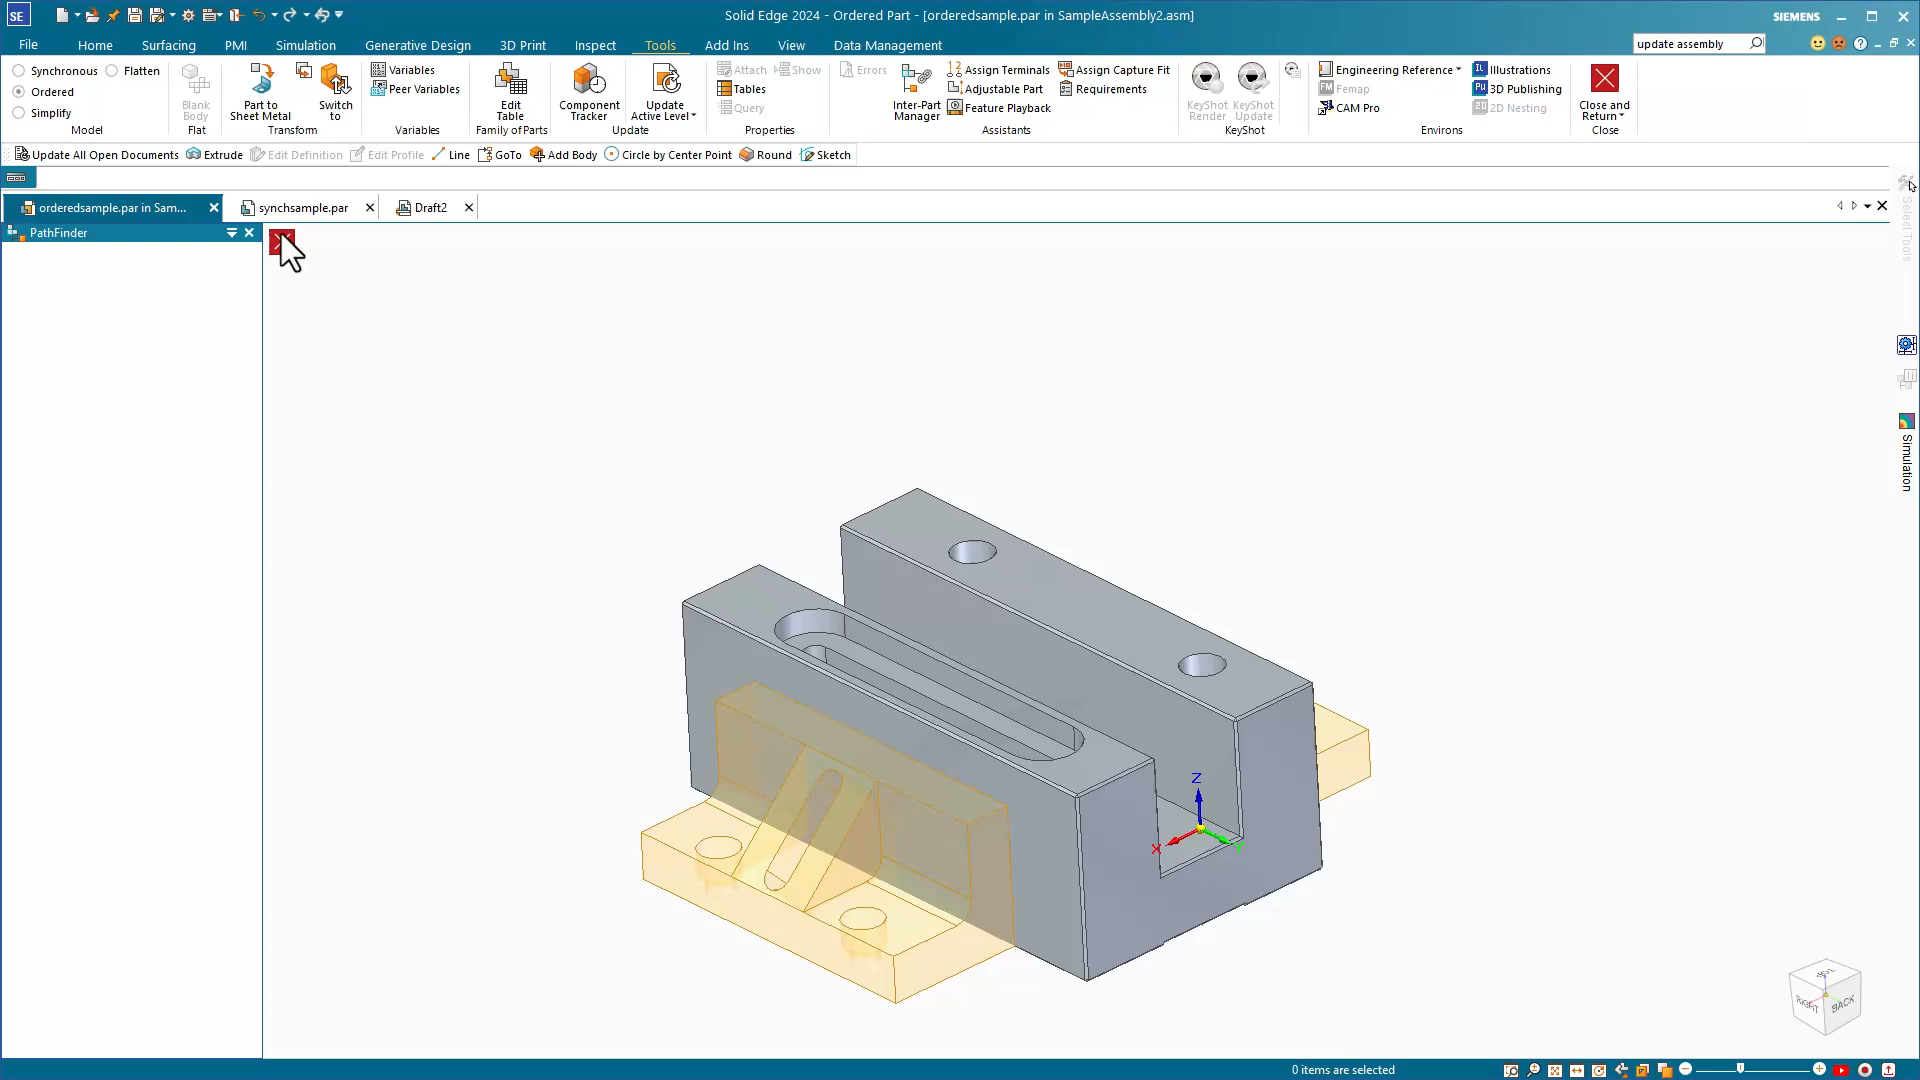 SE
Solid Edge 2024 - Ordered Part - [orderedsample.par in SampleAssembly2.asm]
SIEMENS
File Home Surfacing PMI Simulation Generative Design 3D Print Inspect Tools Add Ins View Data Management
update assembly
Synchronous Flatten
Ordered
Simplify
Model
Blank Body
Flat
Part to Sheet Metal
Switch to
Transform
Variables
Peer Variables
Variables
Edit Table
Family of Parts
Component Tracker
Update Active Level
Update
Attach Show
Tables
Query
Properties
Errors
Inter-Part Manager
Assign Terminals
Adjustable Part
Feature Playback
Assign Capture Fit
Requirements
Assistants
KeyShot Render
KeyShot Update
KeyShot
Engineering Reference
Femap
CAM Pro
Illustrations
3D Publishing
2D Nesting
Environs
Close and Return
Close
Update All Open Documents Extrude Edit Definition Edit Profile Line GoTo Add Body Circle by Center Point Round Sketch
orderedsample.par in Sam... synchsample.par Draft2
PathFinder
Select Tools
Simulation
Z
X
Y
TOP
RIGHT
BACK
0 items are selected